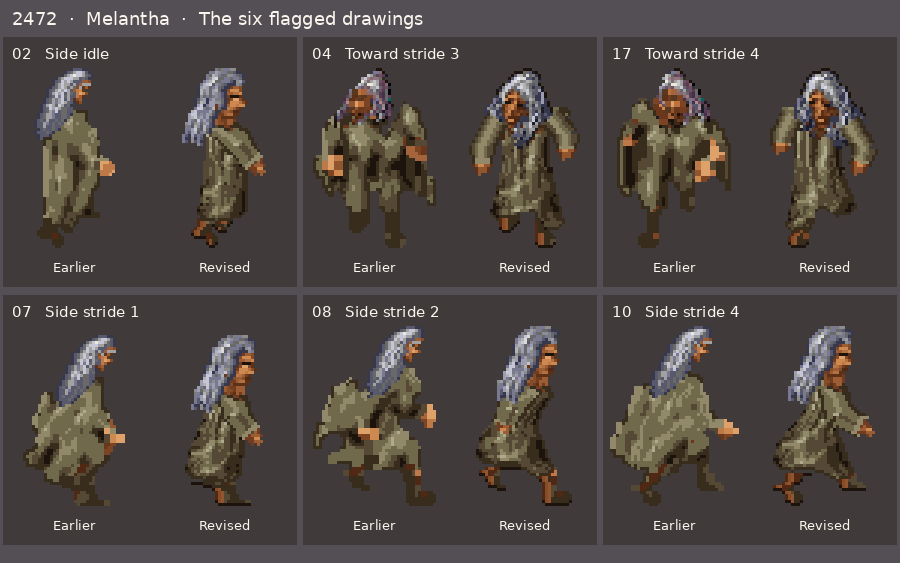 2472 · Melantha · The six flagged drawings
02 Side idle
04 Toward stride 3
17 Toward stride 4
Earlier
Revised
Earlier
Revised
Earlier
Revised
07 Side stride 1
08 Side stride 2
10 Side stride 4
Earlier
Revised
Earlier
Revised
Earlier
Revised